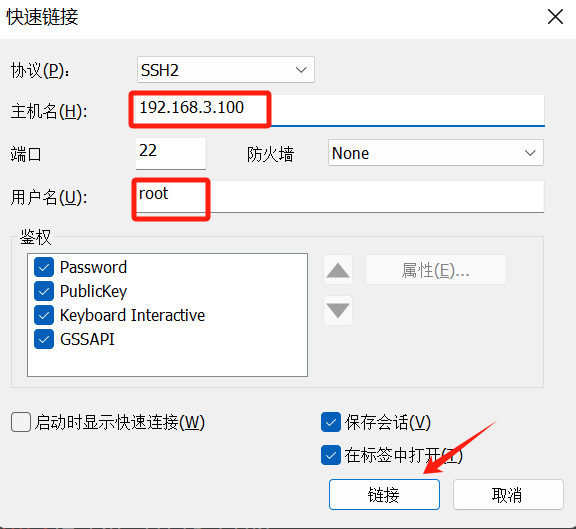 快速链接
协议(P): SSH2
主机名(H): 192.168.3.100
端口 22 防火墙 None
用户名(U): root
鉴权
Password 属性(E)...
PublicKey
Keyboard Interactive
GSSAPI
启动时显示快速连接(W) 保存会话(V)
在标签中打开(T)
链接 取消